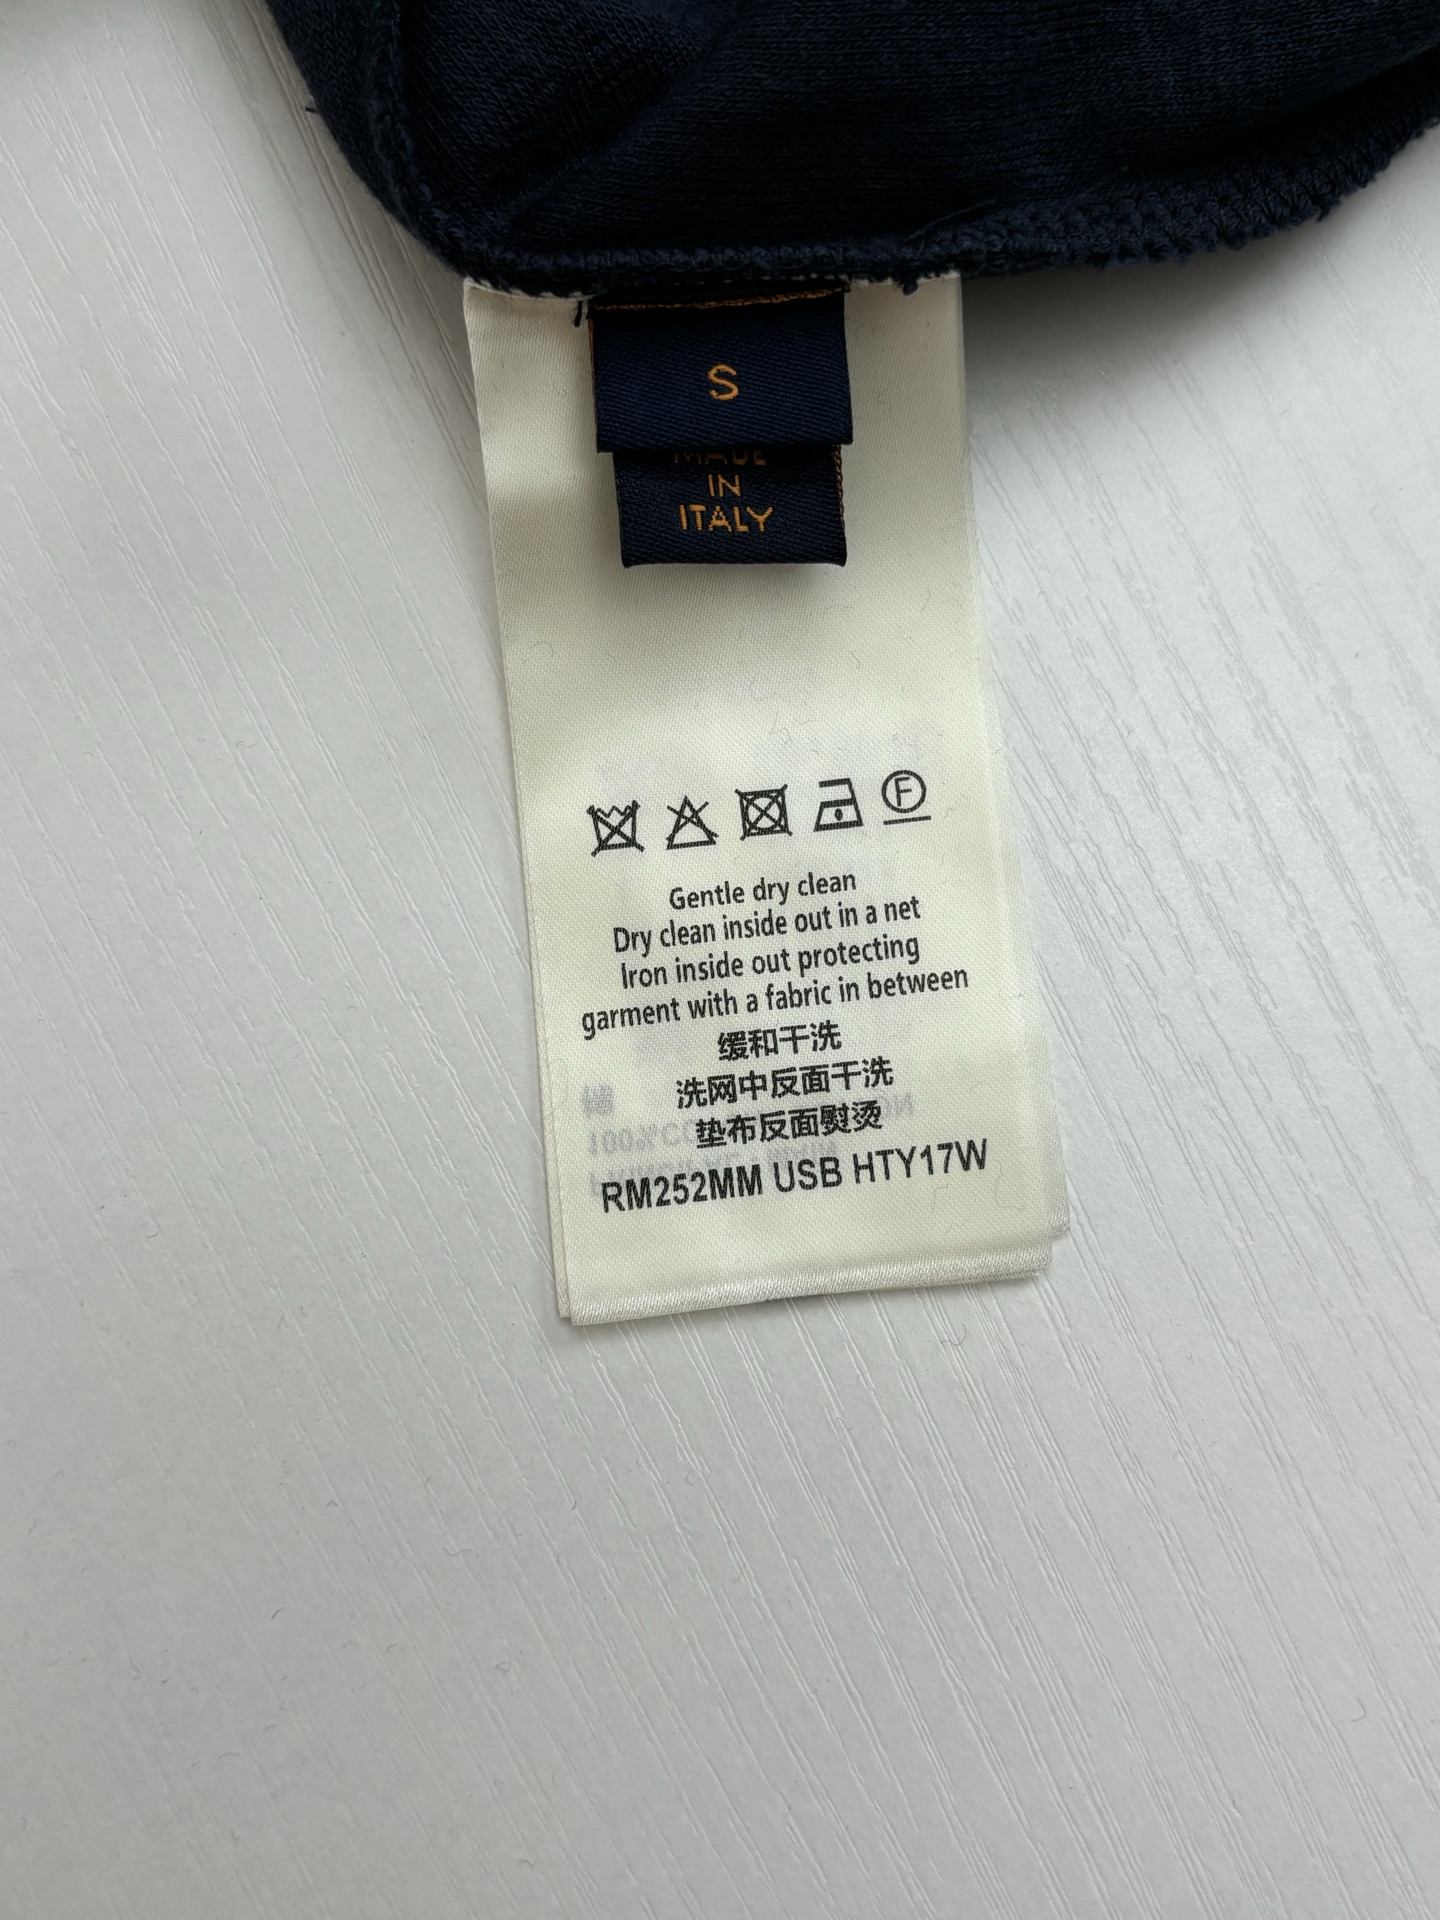 S
MADE
IN
ITALY
F
Gentle dry clean
Dry clean inside out in a net
Iron inside out protecting
garment with a fabric in between
缓和干洗
洗网中反面干洗
垫布反面熨烫
RM252MM USB HTY17W